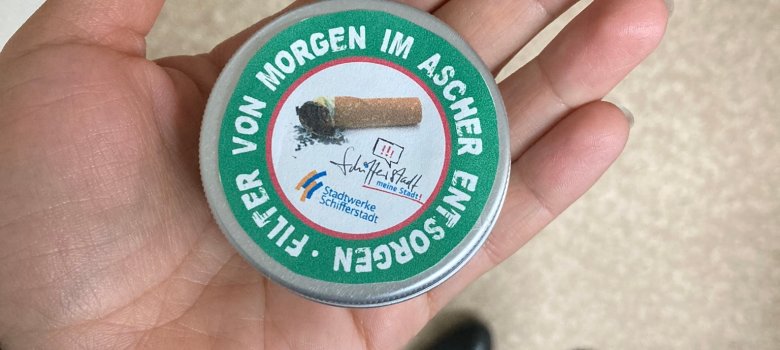 FILTER VON MORGEN IM ASCHER ENTSORGEN •
!!!
Schifferstadt
meine Stadt!
Stadtwerke
Schifferstadt